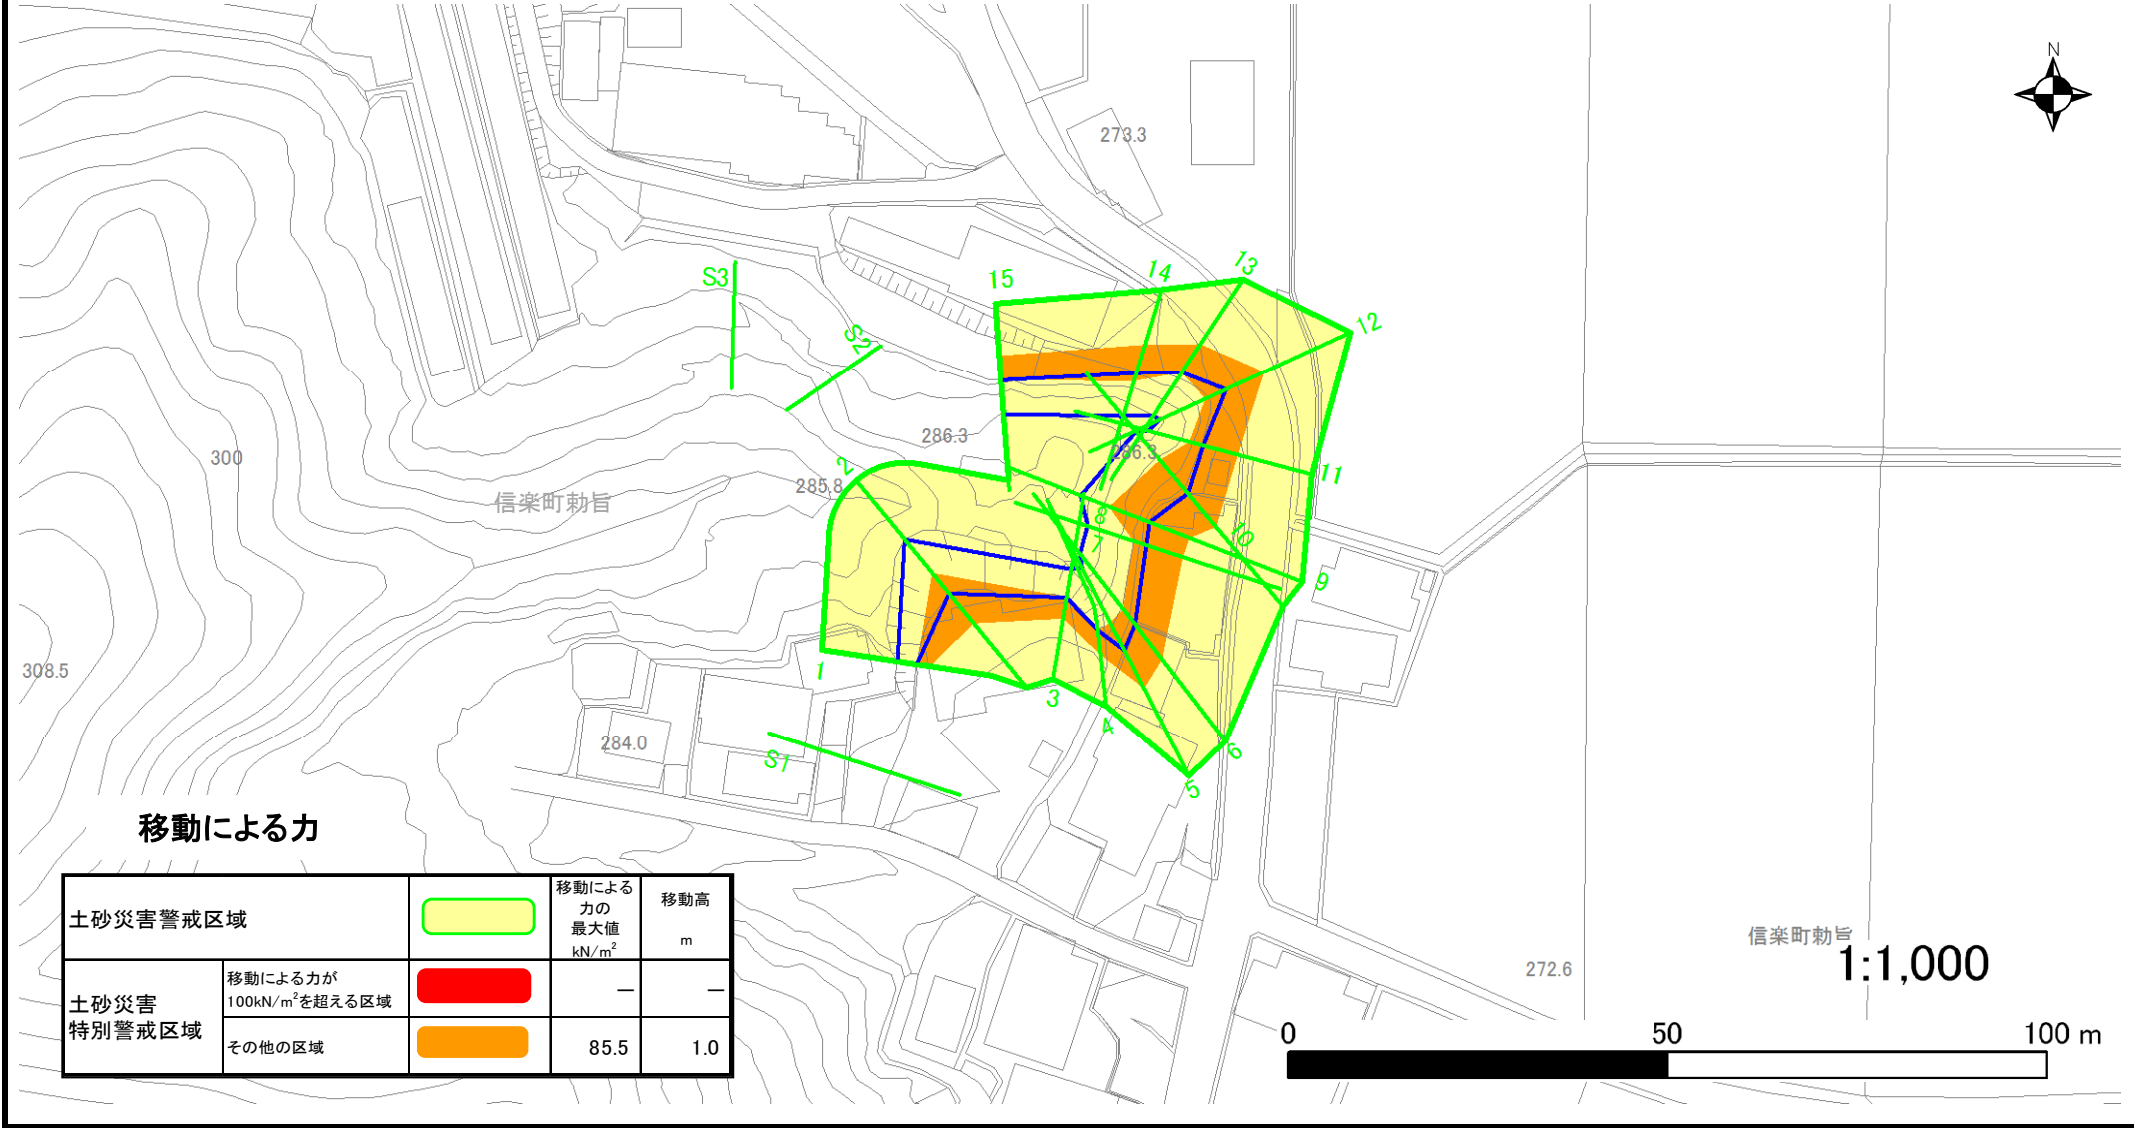 N
273.3
13
14
15
S3
12
S2
286.3
286.3
2
300
285.8
11
信楽町勅旨
8
10
7
9
308.5
1
3
4
284.0
6
S1
5
移動による力
土砂災害警戒区域
移動による
力の
最大値
kN/m²
移動高
m
土砂災害
特別警戒区域
移動による力が
100kN/m²を超える区域
—
—
その他の区域
85.5
1.0
信楽町勅旨
272.6
1:1,000
0
50
100 m